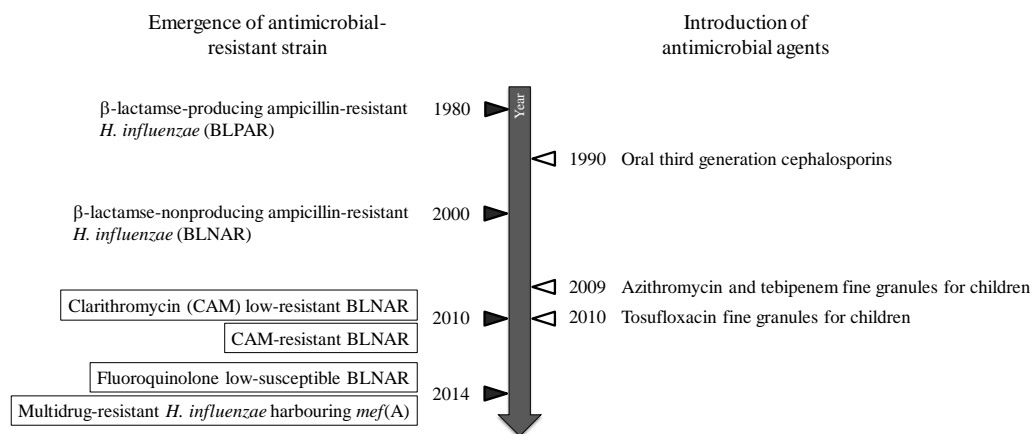 Emergence of antimicrobial-
resistant strain
Introduction of
antimicrobial agents
Year
β-lactamse-producing ampicillin-resistant
H. influenzae (BLPAR)
1980
1990 Oral third generation cephalosporins
β-lactamse-nonproducing ampicillin-resistant
H. influenzae (BLNAR)
2000
2009 Azithromycin and tebipenem fine granules for children
Clarithromycin (CAM) low-resistant BLNAR
2010
2010 Tosufloxacin fine granules for children
CAM-resistant BLNAR
Fluoroquinolone low-susceptible BLNAR
2014
Multidrug-resistant H. influenzae harbouring mef(A)